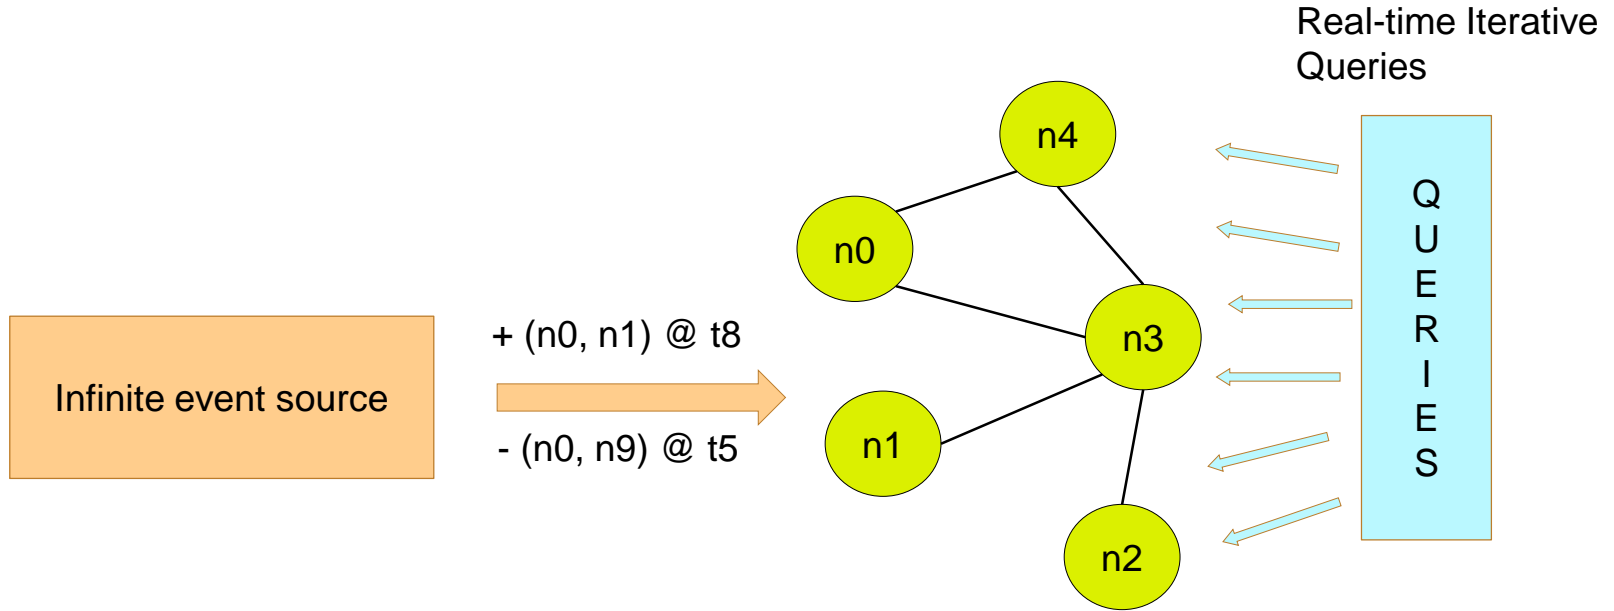 Real-time Iterative
Queries
n4
n0
n3
n1
n2
Infinite event source
+ (n0, n1) @ t8
- (n0, n9) @ t5
Q
U
E
R
I
E
S